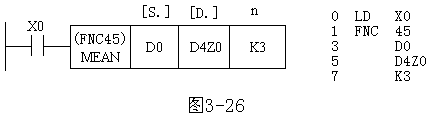 [S.] [D.] n
X0
(FNC45)
MEAN D0 D4Z0 K3
0 LD X0
1 FNC 45
3 D0
5 D4Z0
7 K3
图3-26